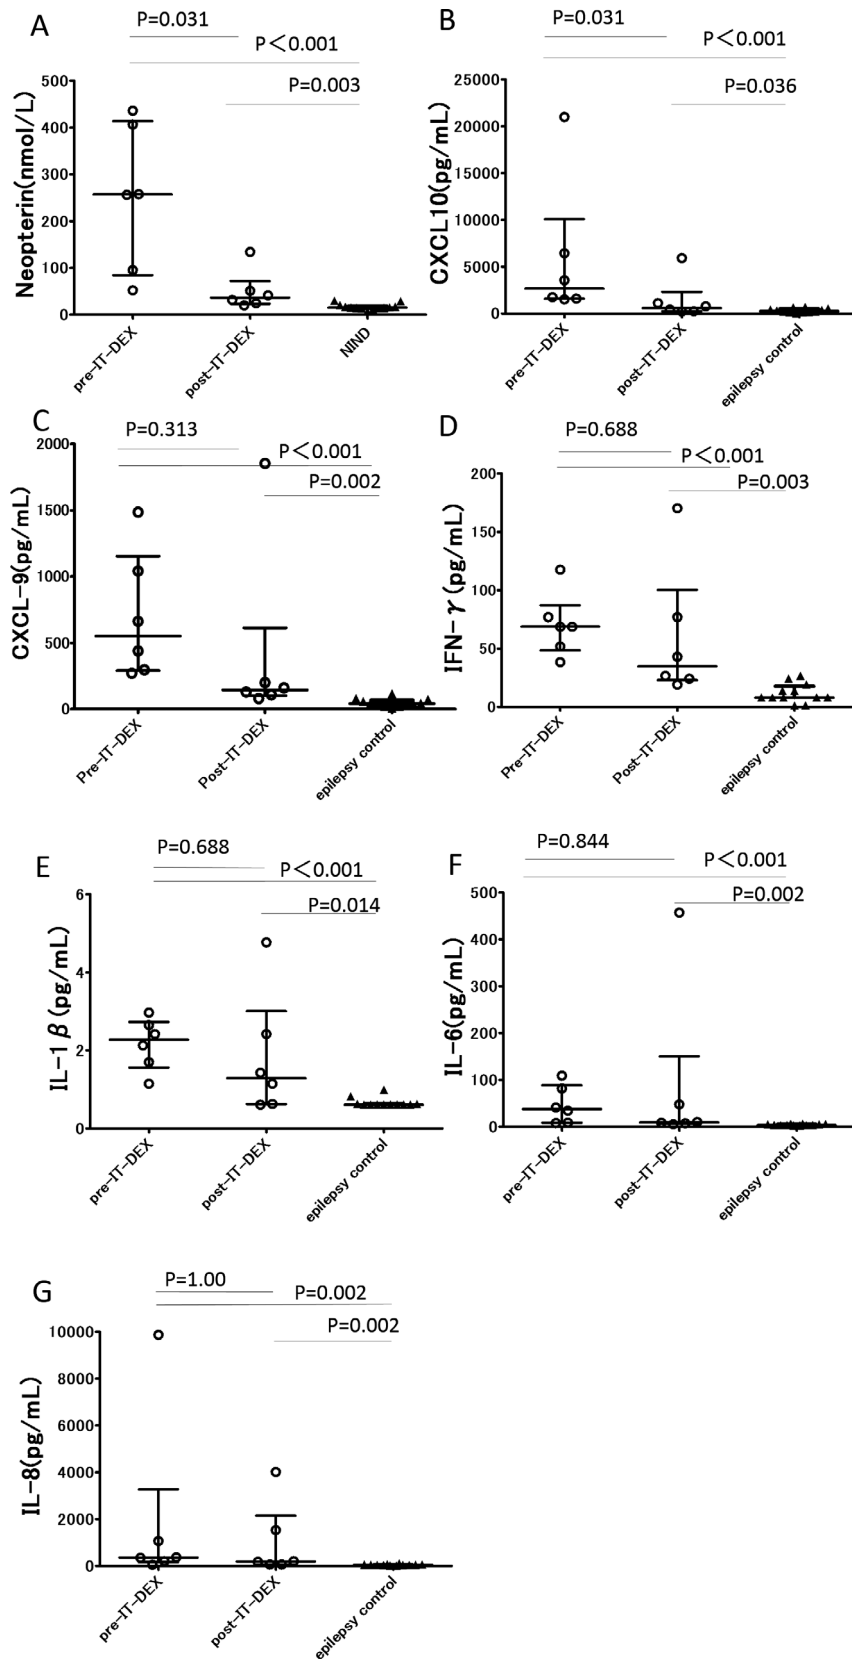 A
P=0.031
P<0.001
P=0.003
Neopterin(nmol/L)
500
400
300
200
100
0
pre-IT-DEX
post-IT-DEX
NIND
B
P=0.031
P<0.001
P=0.036
CXCL10(pg/mL)
25000
20000
15000
10000
5000
0
pre-IT-DEX
post-IT-DEX
epilepsy control
C
P=0.313
P<0.001
P=0.002
CXCL-9(pg/mL)
2000
1500
1000
500
0
Pre-IT-DEX
Post-IT-DEX
epilepsy control
D
P=0.688
P<0.001
P=0.003
IFN-γ(pg/mL)
200
150
100
50
0
Pre-IT-DEX
Post-IT-DEX
epilepsy control
E
P=0.688
P<0.001
P=0.014
IL-1β(pg/mL)
6
4
2
0
pre-IT-DEX
post-IT-DEX
epilepsy control
F
P=0.844
P<0.001
P=0.002
IL-6(pg/mL)
500
400
300
200
100
0
pre-IT-DEX
post-IT-DEX
epilepsy control
G
P=1.00
P=0.002
P=0.002
IL-8(pg/mL)
10000
8000
6000
4000
2000
0
pre-IT-DEX
post-IT-DEX
epilepsy control